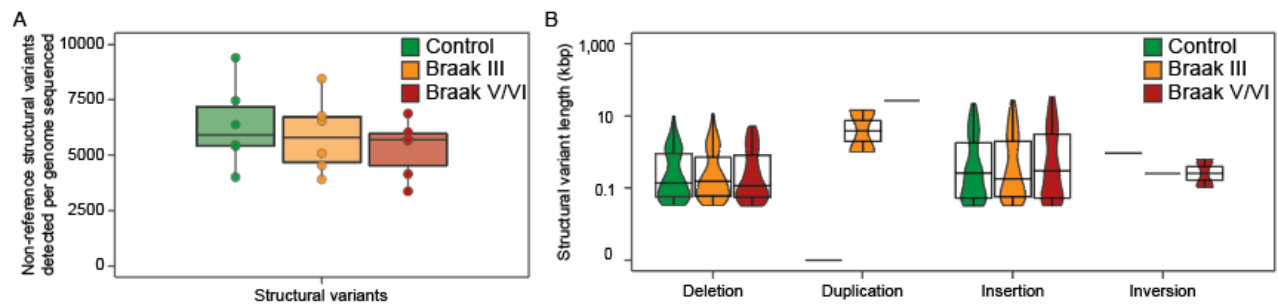 A
Non-reference structural variants
detected per genome sequenced
10000
7500
5000
2500
0
Control
Braak III
Braak V/VI
Structural variants
B
Structural variant length (kbp)
1,000
10
0.1
0
Control
Braak III
Braak V/VI
Deletion
Duplication
Insertion
Inversion